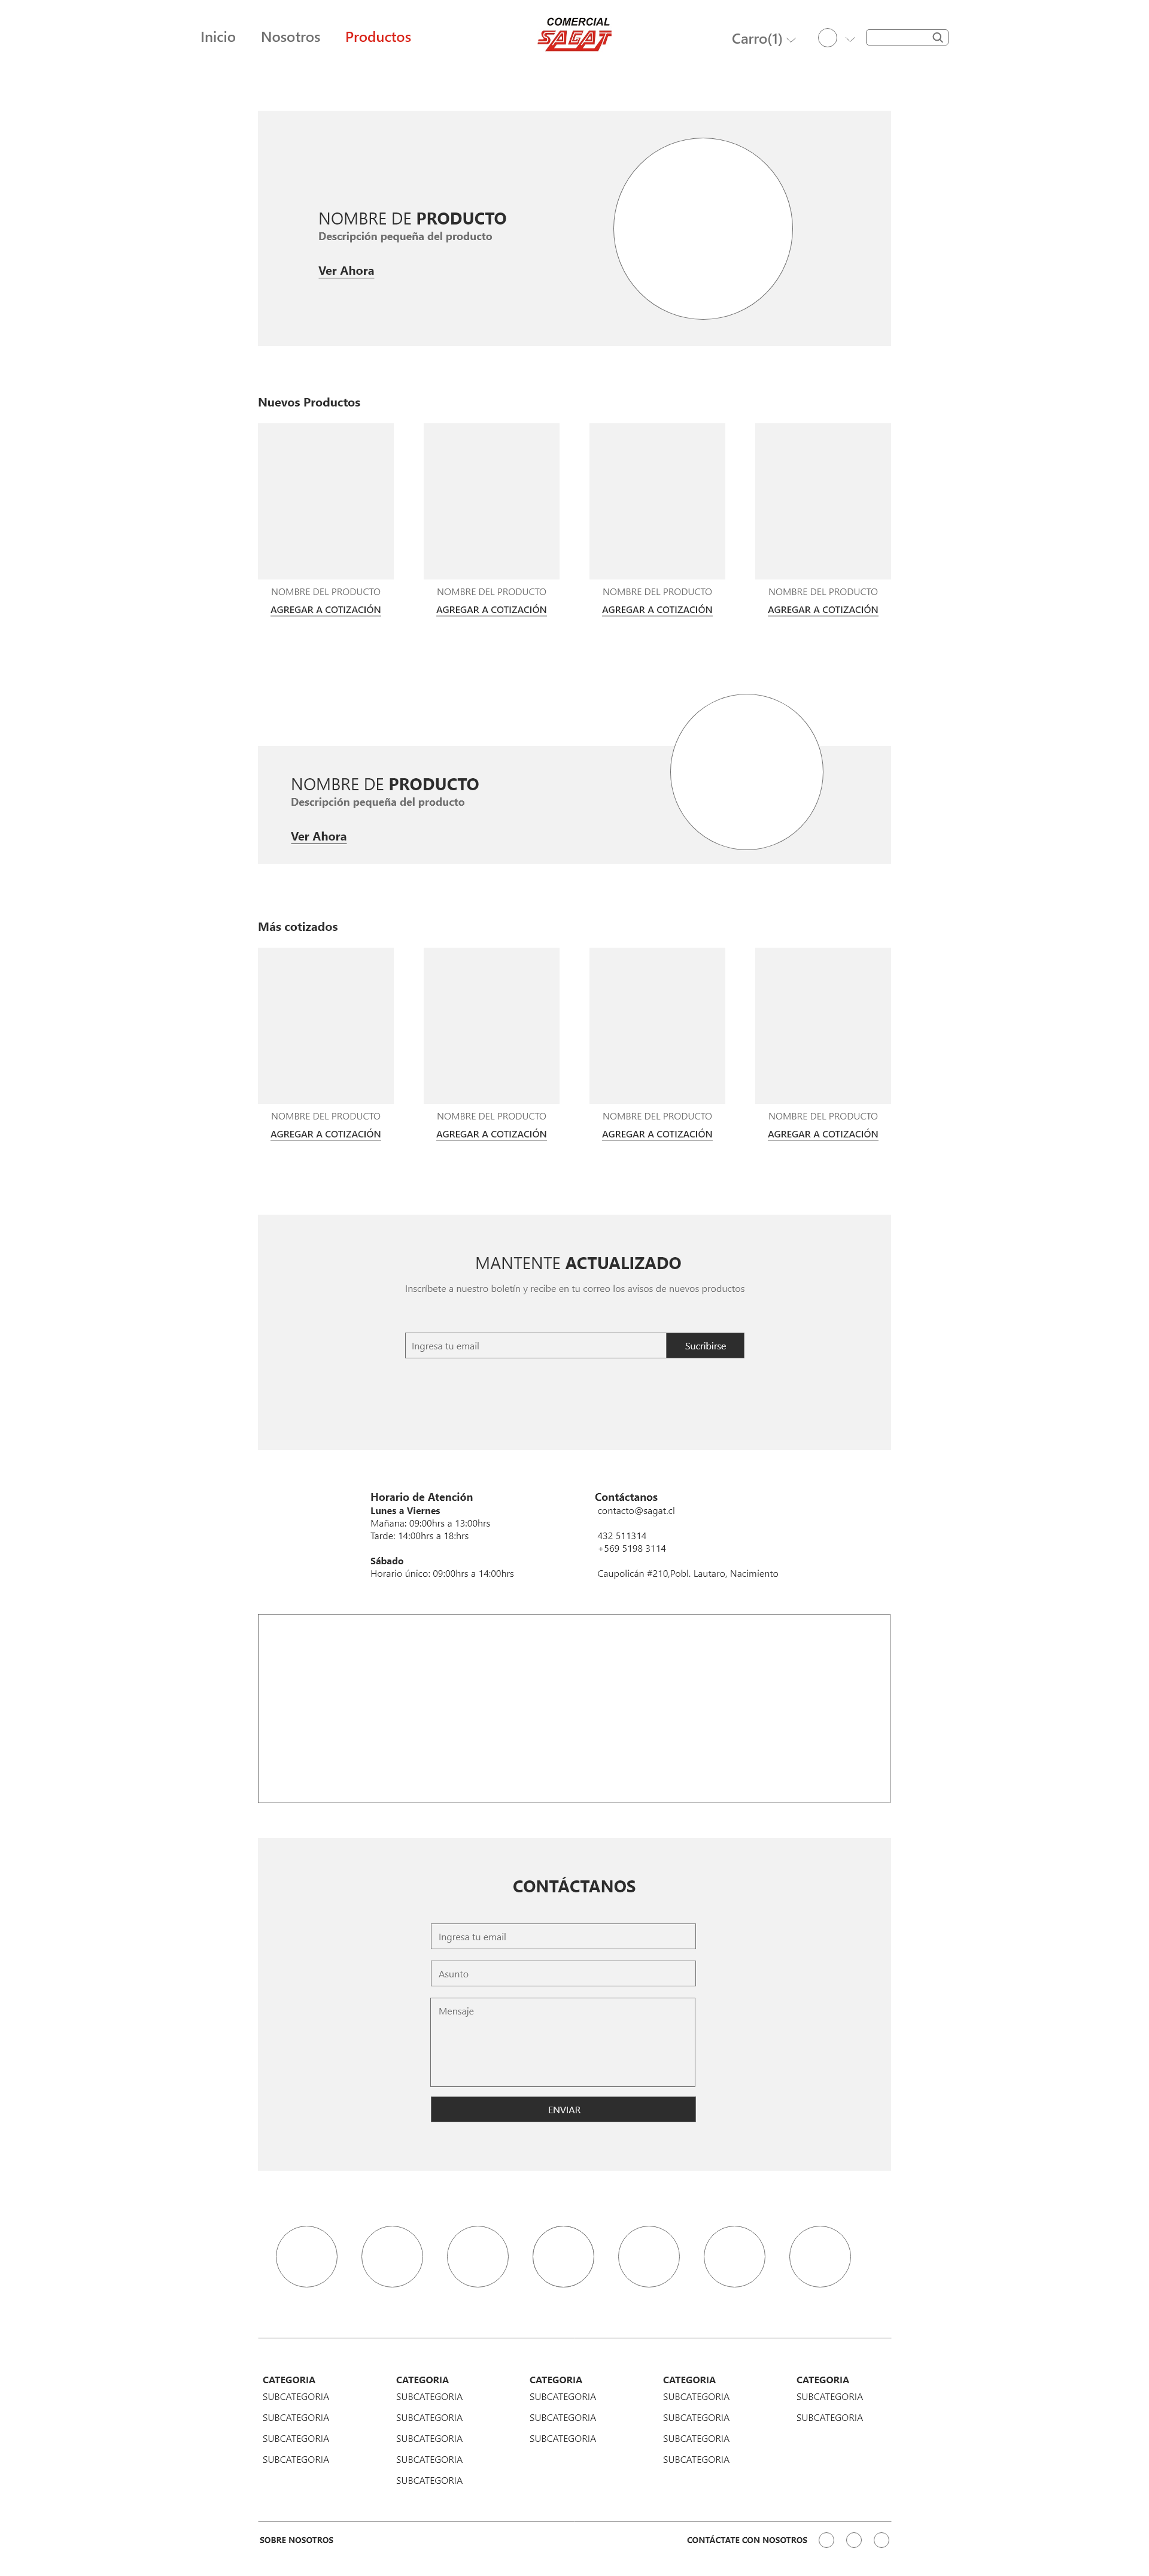 Inicio Nosotros Productos COMERCIAL SAGAT Carro(1)
NOMBRE DE PRODUCTO
Descripción pequeña del producto
Ver Ahora
Nuevos Productos
NOMBRE DEL PRODUCTO NOMBRE DEL PRODUCTO NOMBRE DEL PRODUCTO NOMBRE DEL PRODUCTO
AGREGAR A COTIZACIÓN AGREGAR A COTIZACIÓN AGREGAR A COTIZACIÓN AGREGAR A COTIZACIÓN
NOMBRE DE PRODUCTO
Descripción pequeña del producto
Ver Ahora
Más cotizados
NOMBRE DEL PRODUCTO NOMBRE DEL PRODUCTO NOMBRE DEL PRODUCTO NOMBRE DEL PRODUCTO
AGREGAR A COTIZACIÓN AGREGAR A COTIZACIÓN AGREGAR A COTIZACIÓN AGREGAR A COTIZACIÓN
MANTENTE ACTUALIZADO
Inscríbete a nuestro boletín y recibe en tu correo los avisos de nuevos productos
Ingresa tu email Sucribirse
Horario de Atención
Lunes a Viernes
Mañana: 09:00hrs a 13:00hrs
Tarde: 14:00hrs a 18:hrs
Sábado
Horario único: 09:00hrs a 14:00hrs
Contáctanos
contacto@sagat.cl
432 511314
+569 5198 3114
Caupolicán #210,Pobl. Lautaro, Nacimiento
CONTÁCTANOS
Ingresa tu email
Asunto
Mensaje
ENVIAR
CATEGORIA CATEGORIA CATEGORIA CATEGORIA CATEGORIA
SUBCATEGORIA SUBCATEGORIA SUBCATEGORIA SUBCATEGORIA SUBCATEGORIA
SUBCATEGORIA SUBCATEGORIA SUBCATEGORIA SUBCATEGORIA SUBCATEGORIA
SUBCATEGORIA SUBCATEGORIA SUBCATEGORIA SUBCATEGORIA
SUBCATEGORIA SUBCATEGORIA SUBCATEGORIA
SUBCATEGORIA
SOBRE NOSOTROS CONTÁCTATE CON NOSOTROS